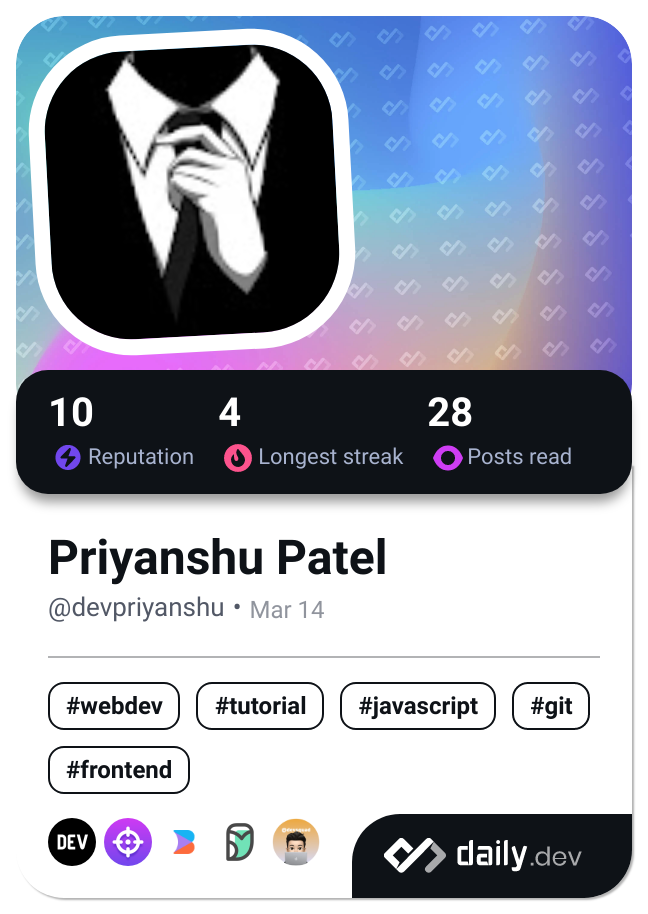 10 4 28
Reputation Longest streak Posts read
Priyanshu Patel
@devpriyanshu • Mar 14
#webdev #tutorial #javascript #git
#frontend
DEV
daily.dev